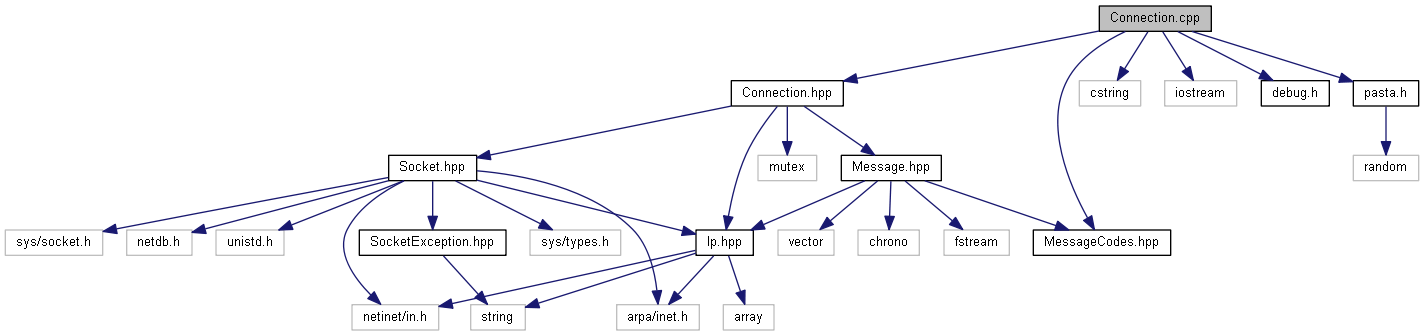 Connection.cpp
Connection.hpp
cstring
iostream
debug.h
pasta.h
Socket.hpp
mutex
Message.hpp
random
sys/socket.h
netdb.h
unistd.h
SocketException.hpp
sys/types.h
Ip.hpp
vector
chrono
fstream
MessageCodes.hpp
netinet/in.h
string
arpa/inet.h
array